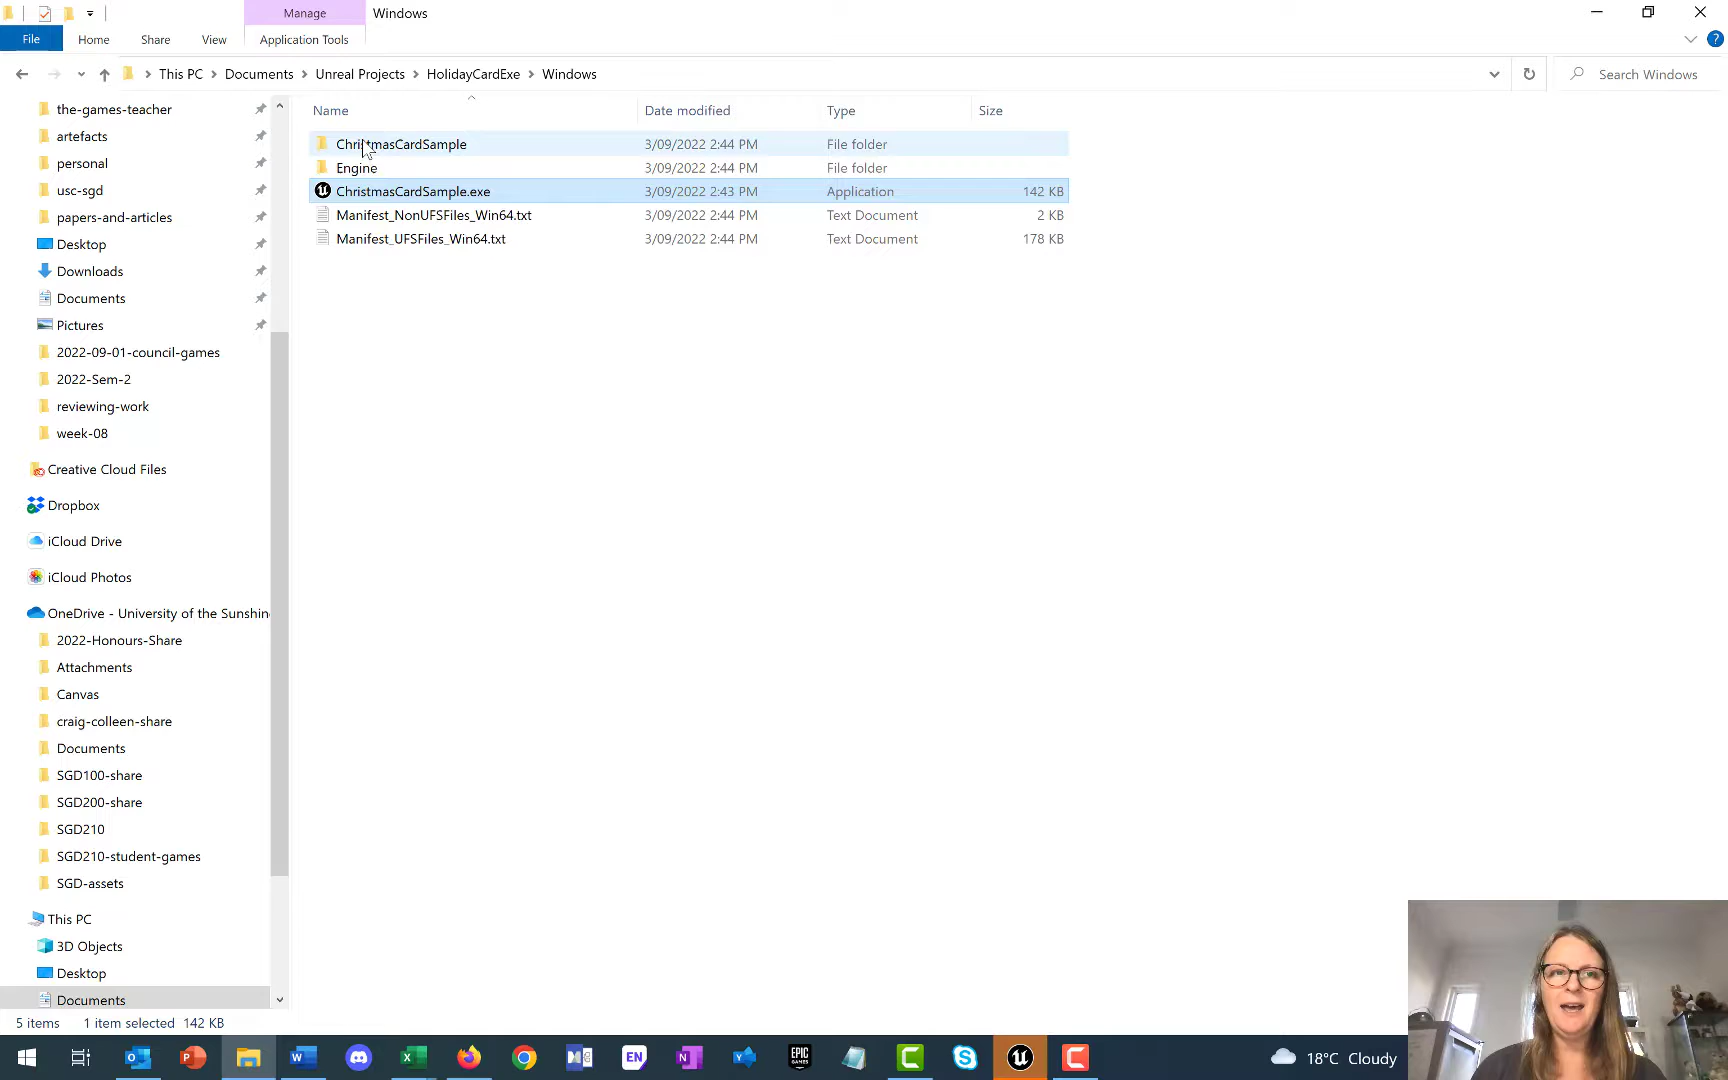 Manage
Windows
File
Home
Share
View
Application Tools
This PC
Documents
Unreal Projects
HolidayCardExe
Windows
Search Windows
Name
Date modified
Type
Size
ChristmasCardSample 3/09/2022 2:44 PM File folder
Engine 3/09/2022 2:44 PM File folder
ChristmasCardSample.exe 3/09/2022 2:43 PM Application 142 KB
Manifest_NonUFSFiles_Win64.txt 3/09/2022 2:44 PM Text Document 2 KB
Manifest_UFSFiles_Win64.txt 3/09/2022 2:44 PM Text Document 178 KB
the-games-teacher
artefacts
personal
usc-sgd
papers-and-articles
Desktop
Downloads
Documents
Pictures
2022-09-01-council-games
2022-Sem-2
reviewing-work
week-08
Creative Cloud Files
Dropbox
iCloud Drive
iCloud Photos
OneDrive - University of the Sunshin
2022-Honours-Share
Attachments
Canvas
craig-colleen-share
Documents
SGD100-share
SGD200-share
SGD210
SGD210-student-games
SGD-assets
This PC
3D Objects
Desktop
Documents
5 items 1 item selected 142 KB
EN
EPIC
GAMES
18°C Cloudy